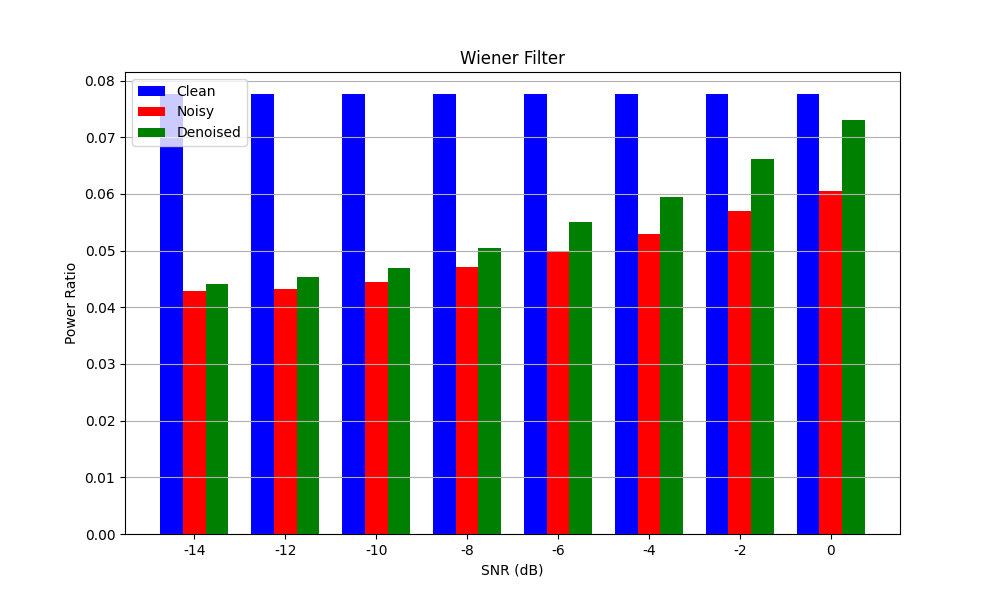 Wiener Filter
Clean
Noisy
Denoised
Power Ratio
0.08
0.07
0.06
0.05
0.04
0.03
0.02
0.01
0.00
-14 -12 -10 -8 -6 -4 -2 0
SNR (dB)